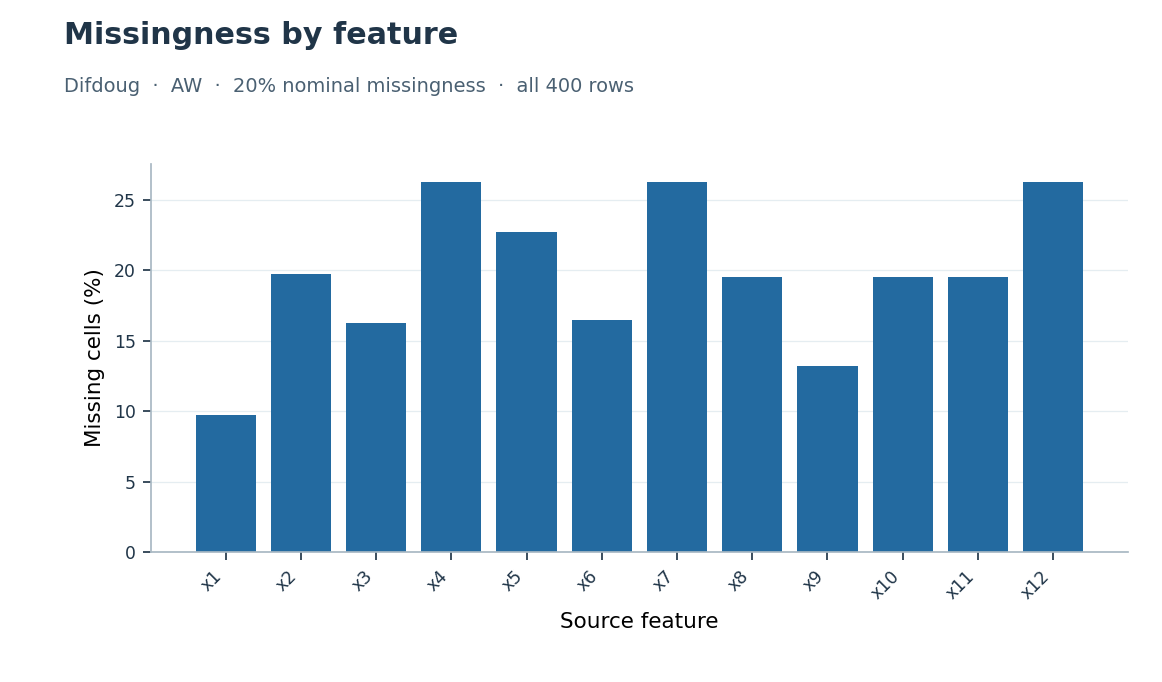 Missingness by feature
Difdoug · AW · 20% nominal missingness · all 400 rows
Missing cells (%)
25
20
15
10
5
0
x1 x2 x3 x4 x5 x6 x7 x8 x9 x10 x11 x12
Source feature